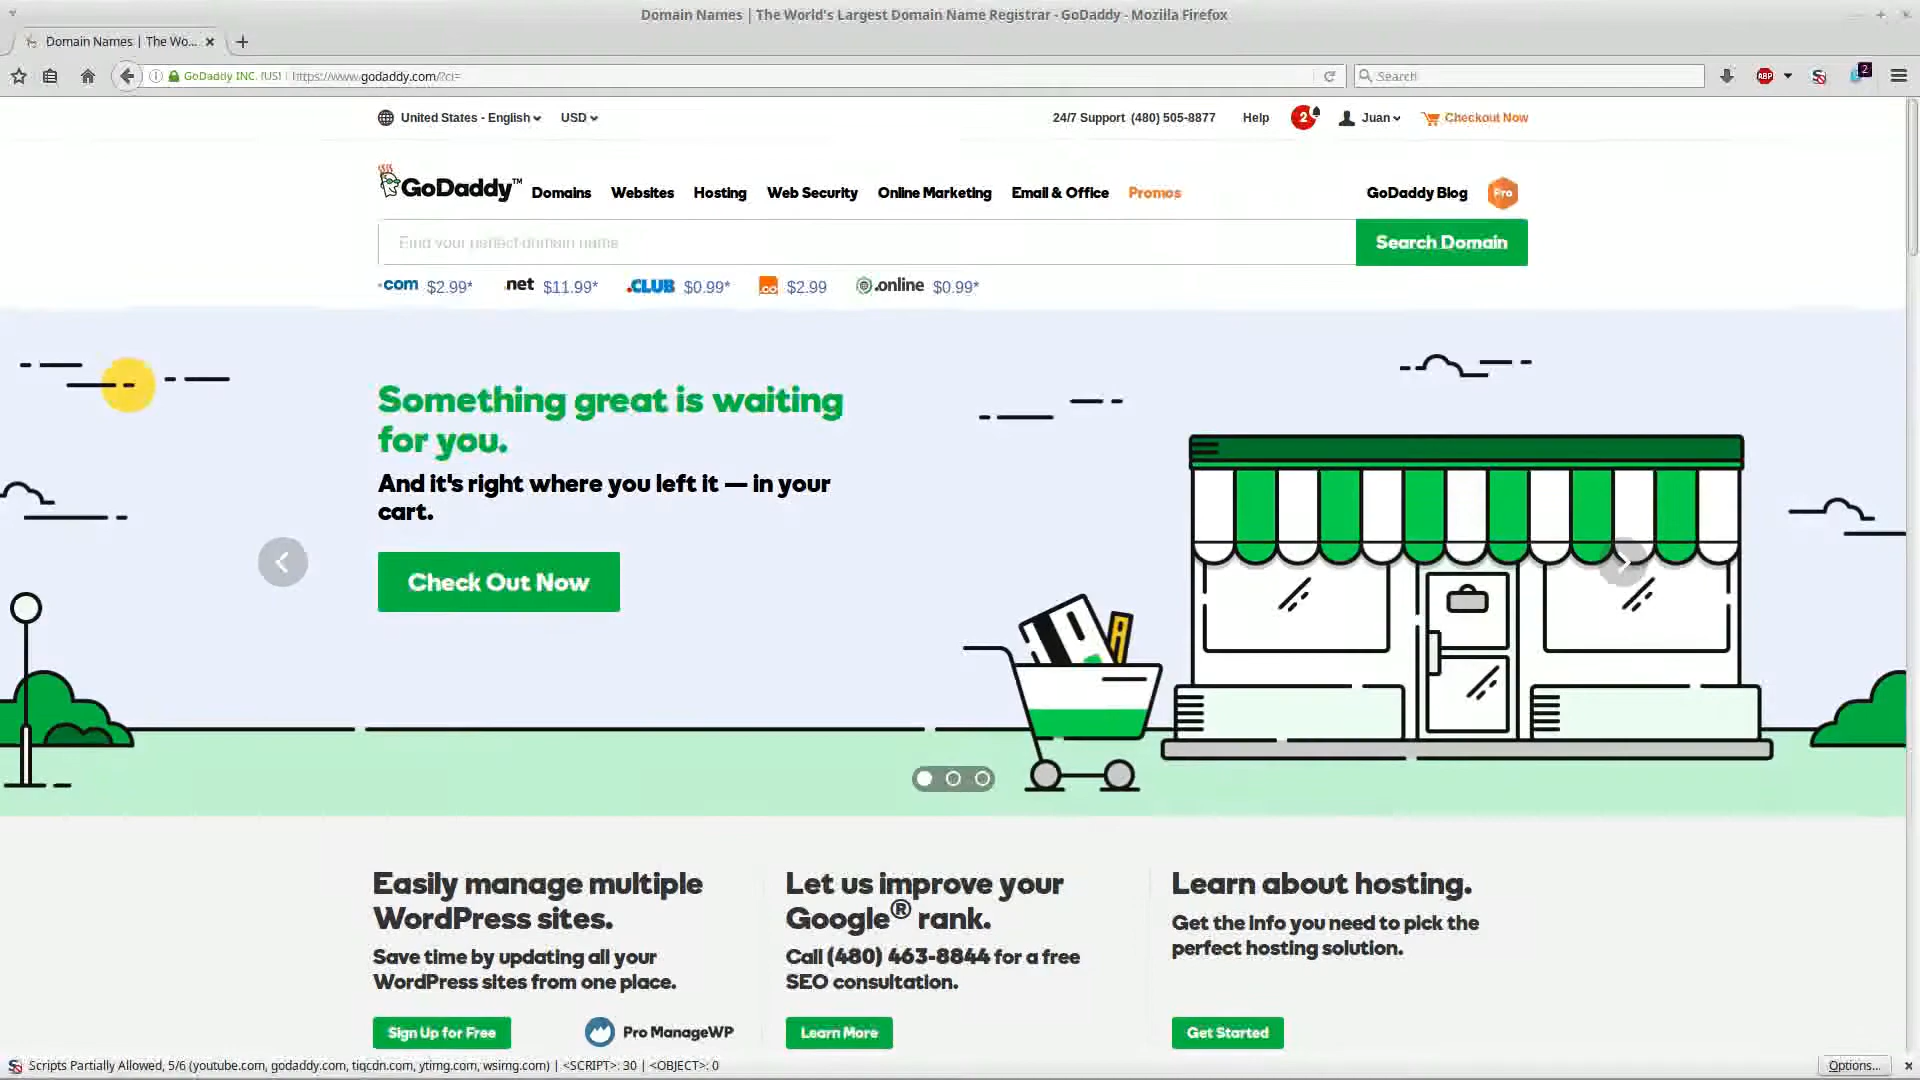 Domain Names | The World's Largest Domain Name Registrar - GoDaddy - Mozilla Firefox
Domain Names | The Wo...
GoDaddy INC. (US) https://www.godaddy.com/?ci=
Search
ABP
2
United States - English
USD
24/7 Support (480) 505-8877
Help
2
Juan
Checkout Now
GoDaddy™
Domains
Websites
Hosting
Web Security
Online Marketing
Email & Office
Promos
GoDaddy Blog
Pro
Find your perfect domain name
Search Domain
.com $2.99*
.net $11.99*
.CLUB $0.99*
.co $2.99
.online $0.99*
Something great is waiting
for you.
And it's right where you left it — in your
cart.
Check Out Now
Easily manage multiple
WordPress sites.
Save time by updating all your
WordPress sites from one place.
Sign Up for Free
Pro ManageWP
Let us improve your
Google® rank.
Call (480) 463-8844 for a free
SEO consultation.
Learn More
Learn about hosting.
Get the info you need to pick the
perfect hosting solution.
Get Started
Scripts Partially Allowed, 5/6 (youtube.com, godaddy.com, tiqcdn.com, ytimg.com, wsimg.com) | <SCRIPT>: 30 | <OBJECT>: 0
Options...